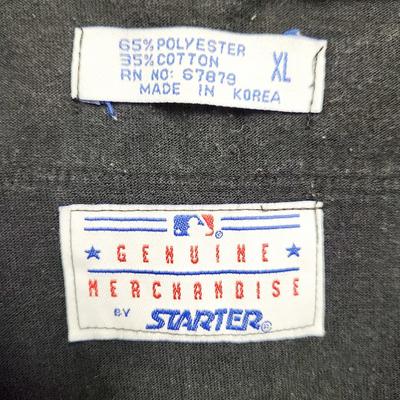 65% POLYESTER
35% COTTON XL
RN NO: 67879
MADE IN KOREA
GENUINE
MERCHANDISE
BY STARTER®